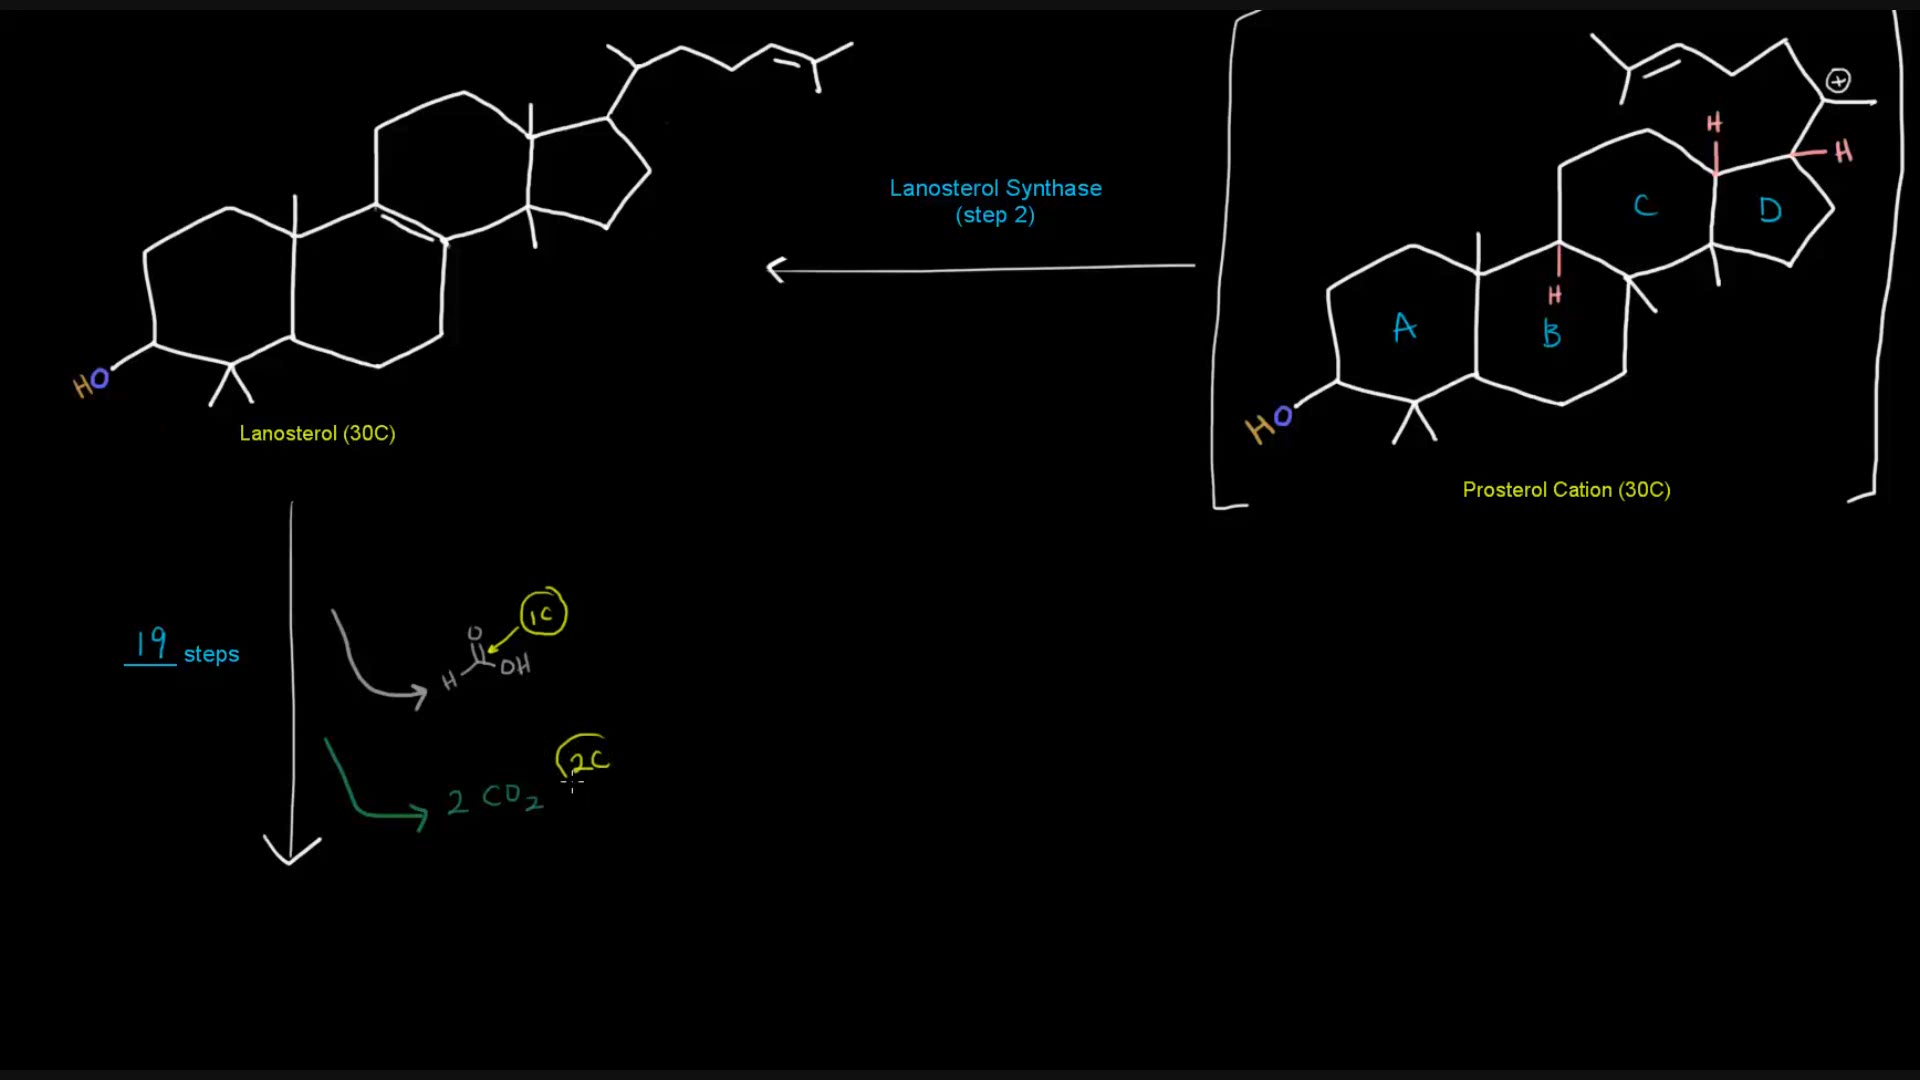 ⊕
H
H
C
D
Lanosterol Synthase
(step 2)
H
A
B
HO
HO
Lanosterol (30C)
Prosterol Cation (30C)
19 steps
1C
O
H OH
2C
2 CO2